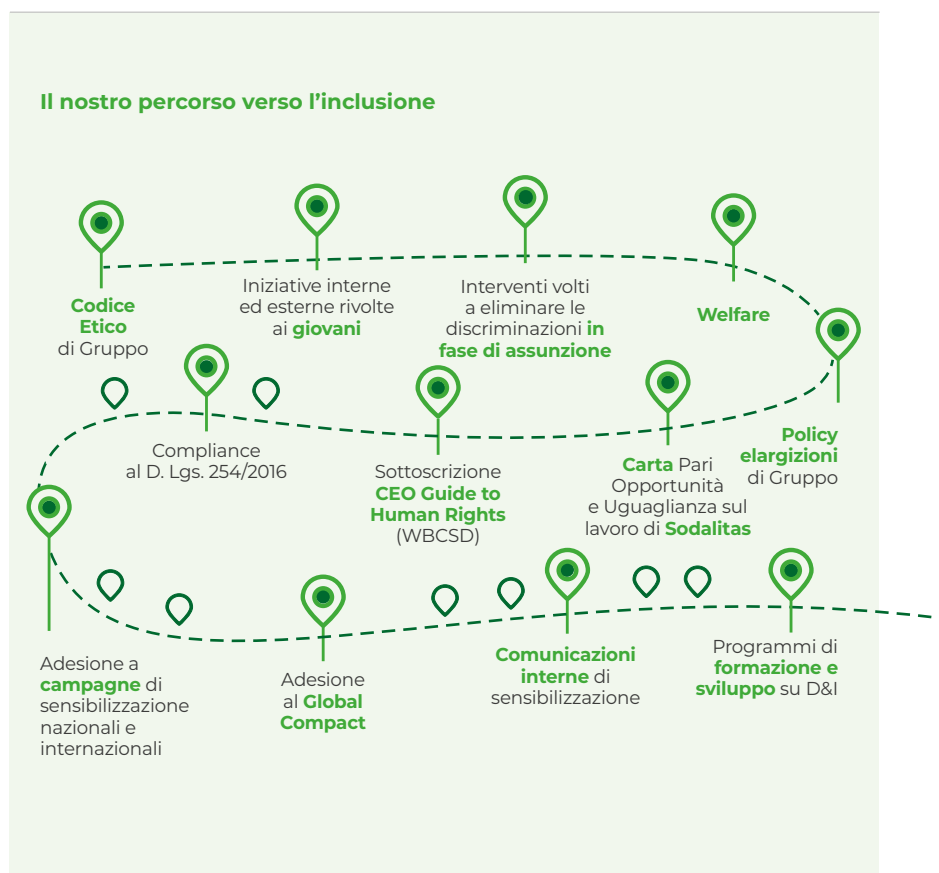 Il nostro percorso verso l’inclusione
Codice
Etico
di Gruppo
Iniziative interne
ed esterne rivolte
ai giovani
Interventi volti
a eliminare le
discriminazioni in
fase di assunzione
Welfare
Policy
elargizioni
di Gruppo
Carta Pari
Opportunità
e Uguaglianza sul
lavoro di Sodalitas
Sottoscrizione
CEO Guide to
Human Rights
(WBCSD)
Compliance
al D. Lgs. 254/2016
Adesione a
campagne di
sensibilizzazione
nazionali e
internazionali
Adesione
al Global
Compact
Comunicazioni
interne di
sensibilizzazione
Programmi di
formazione e
sviluppo su D&I